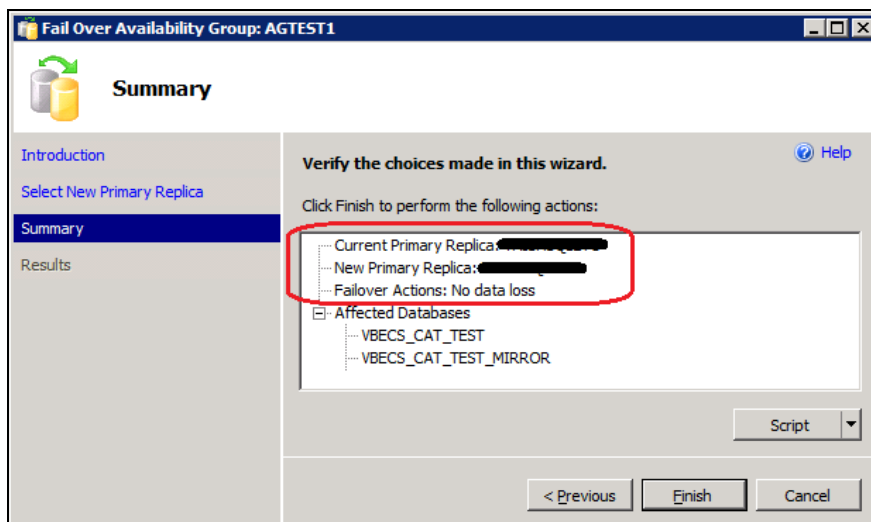 Fail Over Availability Group: AGTEST1
Summary
Introduction
Select New Primary Replica
Summary
Results
Help
Verify the choices made in this wizard.
Click Finish to perform the following actions:
Current Primary Replica:
New Primary Replica:
Failover Actions: No data loss
Affected Databases
VBECS_CAT_TEST
VBECS_CAT_TEST_MIRROR
Script
< Previous
Finish
Cancel